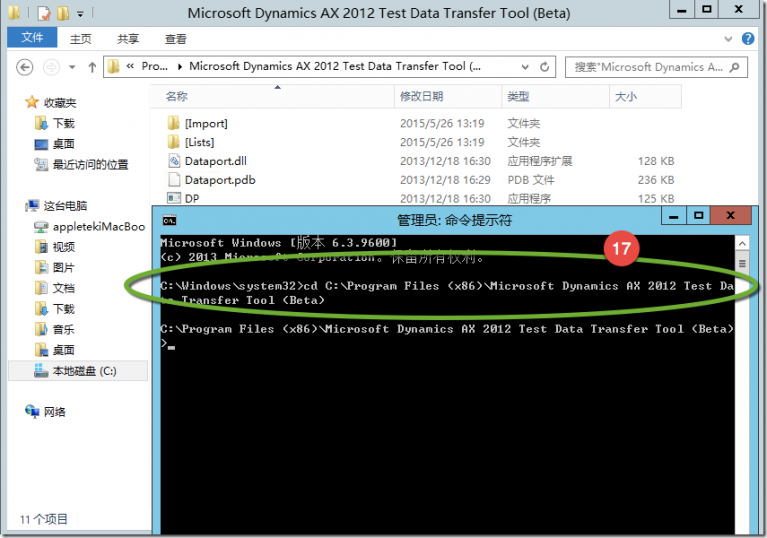 Microsoft Dynamics AX 2012 Test Data Transfer Tool (Beta)
文件 主页 共享 查看
« Pro... Microsoft Dynamics AX 2012 Test Data Transfer Tool (... 搜索"Microsoft Dynamics A...
名称 修改日期 类型 大小
收藏夹
下载
桌面
最近访问的位置
这台电脑
appletekiMacBoo
视频
图片
文档
下载
音乐
桌面
本地磁盘 (C:)
网络
[Import] 2015/5/26 13:19 文件夹
[Lists] 2015/5/26 13:19 文件夹
Dataport.dll 2013/12/18 16:30 应用程序扩展 128 KB
Dataport.pdb 2013/12/18 16:29 PDB 文件 236 KB
DP 2013/12/18 16:30 应用程序 125 KB
管理员: 命令提示符
17
Microsoft Windows [版本 6.3.9600]
(c) 2013 Microsoft Corporation。保留所有权利。
C:\Windows\system32>cd C:\Program Files (x86)\Microsoft Dynamics AX 2012 Test Da
ta Transfer Tool (Beta)
C:\Program Files (x86)\Microsoft Dynamics AX 2012 Test Data Transfer Tool (Beta)
>
11 个项目